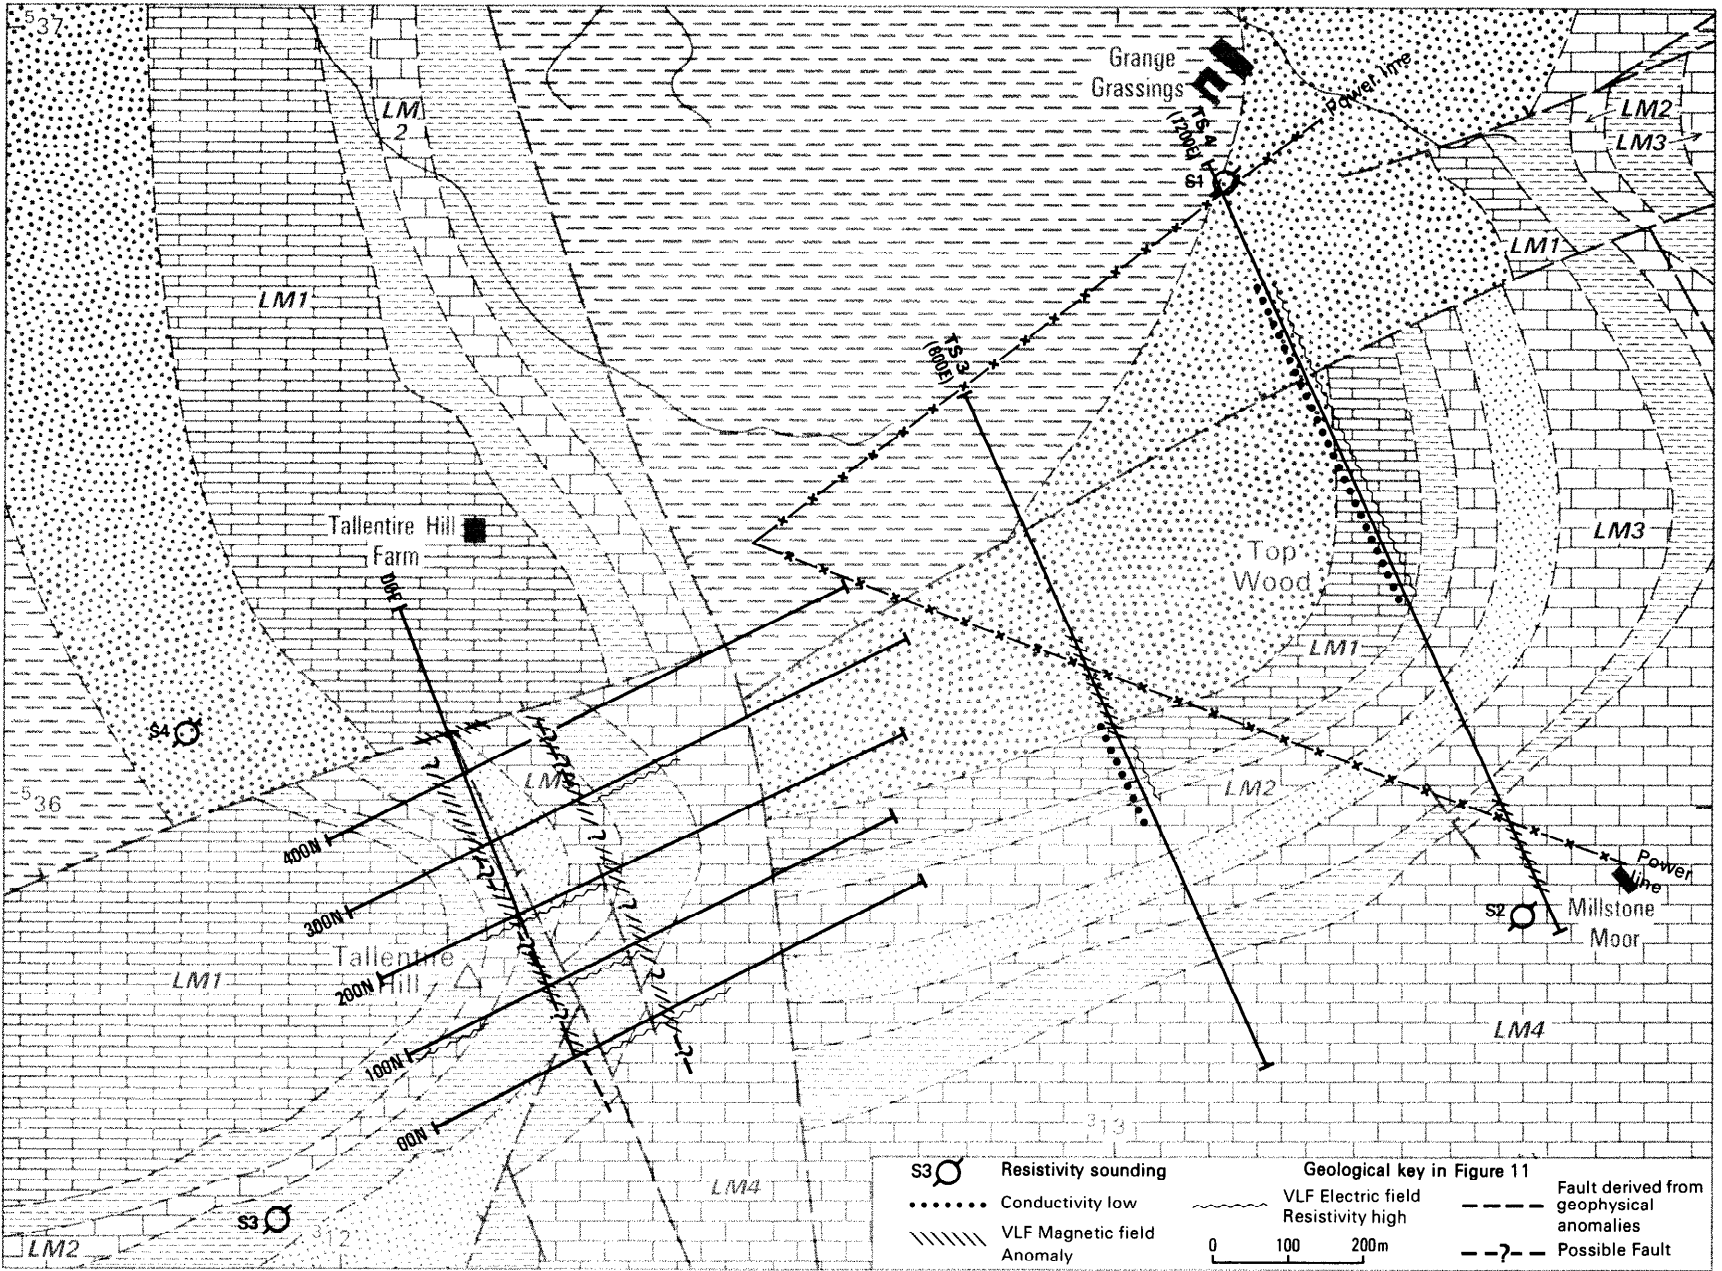 537
Grange
Grassings
Power line
LM
2
LM2
LM3
TS 4
(1200E)
S1
LM1
LM1
TS 3
(800E)
Tallentire Hill
Farm
00E
Top
Wood
LM3
LM1
S4
LM2
536
400N
300N
Power
line
S2
Millstone
Moor
Tallentire
Hill
LM1
200N
LM4
100N
00N
313
LM4
S3
312
LM2
S3 Resistivity sounding
Conductivity low
VLF Magnetic field
Anomaly
Geological key in Figure 11
VLF Electric field
Resistivity high
Fault derived from
geophysical
anomalies
Possible Fault
?
0 100 200m